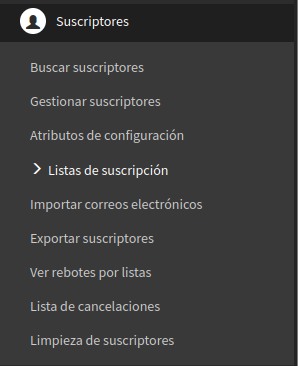 Suscriptores
Buscar suscriptores
Gestionar suscriptores
Atributos de configuración
Listas de suscripción
Importar correos electrónicos
Exportar suscriptores
Ver rebotes por listas
Lista de cancelaciones
Limpieza de suscriptores